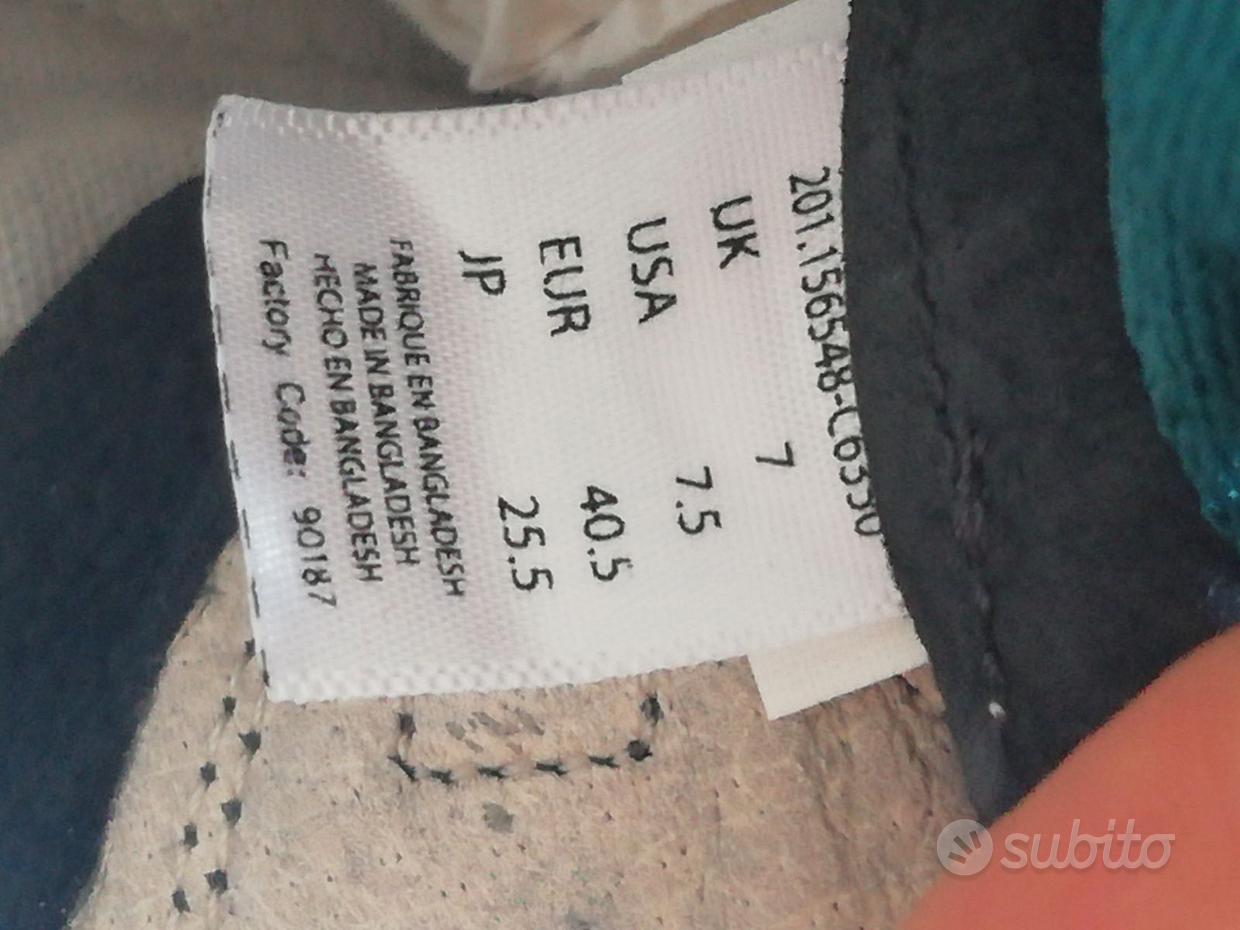 201.156548-C6350
UK 7
USA 7.5
EUR 40.5
JP 25.5
FABRIQUE EN BANGLADESH
MADE IN BANGLADESH
HECHO EN BANGLADESH
Factory Code: 90187
subito